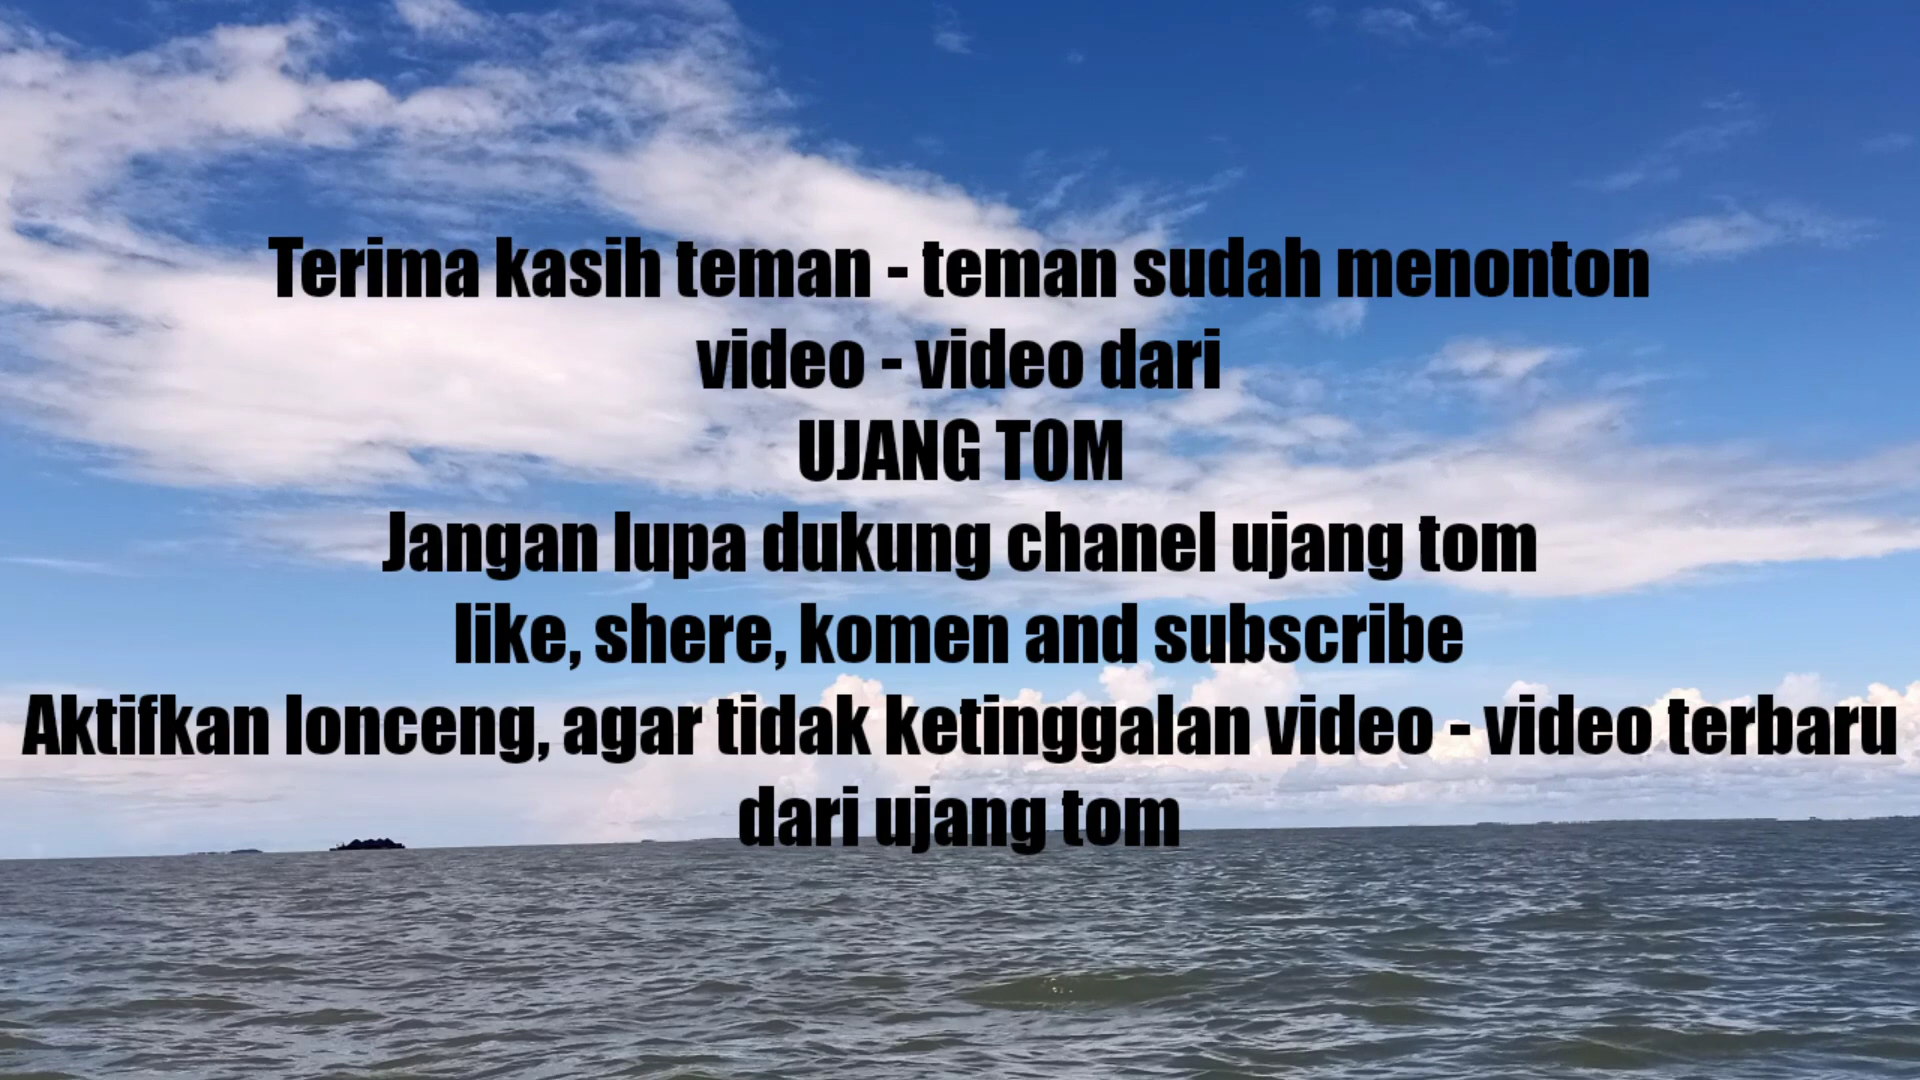 Terima kasih teman - teman sudah menonton
video - video dari
UJANG TOM
Jangan lupa dukung chanel ujang tom
like, shere, komen and subscribe
Aktifkan lonceng, agar tidak ketinggalan video - video terbaru
dari ujang tom